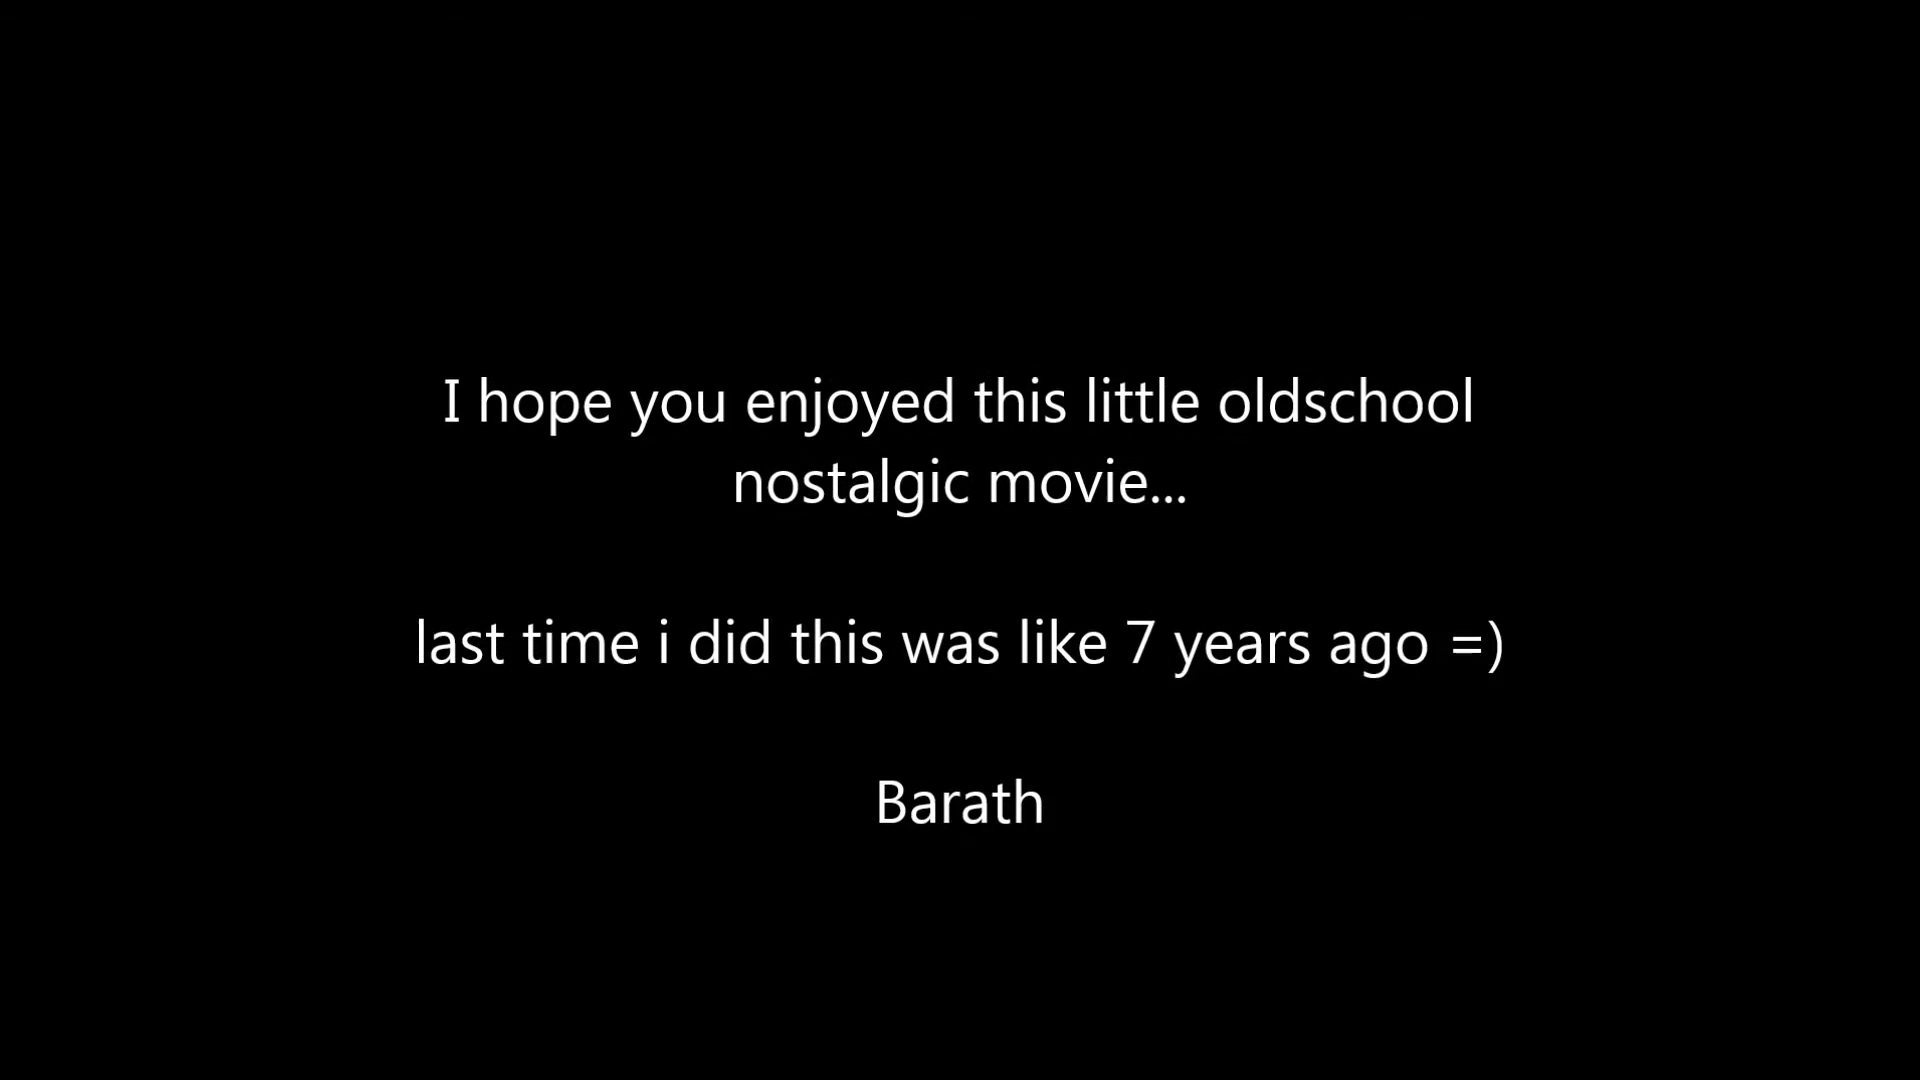 I hope you enjoyed this little oldschool
nostalgic movie...
last time i did this was like 7 years ago =)
Barath